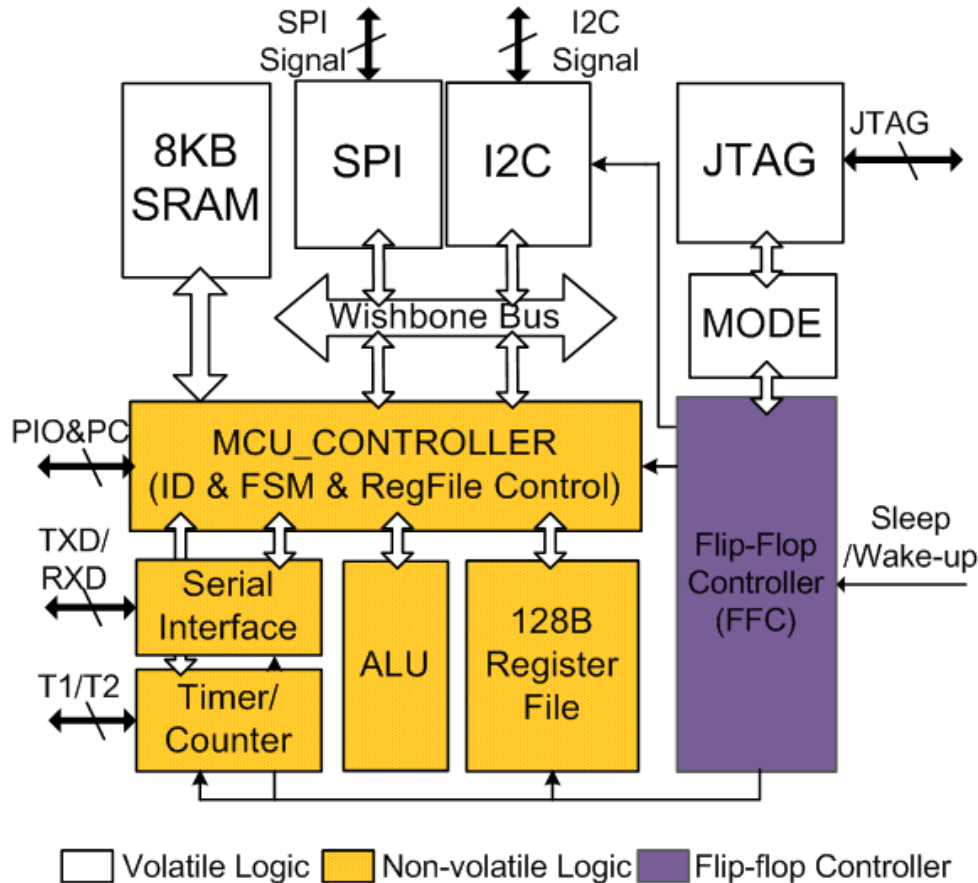 SPI
Signal
I2C
Signal
8KB
SRAM
SPI
I2C
JTAG
JTAG
Wishbone Bus
MODE
PIO&PC
MCU_CONTROLLER
(ID & FSM & RegFile Control)
TXD/
RXD
Serial
Interface
ALU
128B
Register
File
Flip-Flop
Controller
(FFC)
Sleep
/Wake-up
T1/T2
Timer/
Counter
Volatile Logic
Non-volatile Logic
Flip-flop Controller